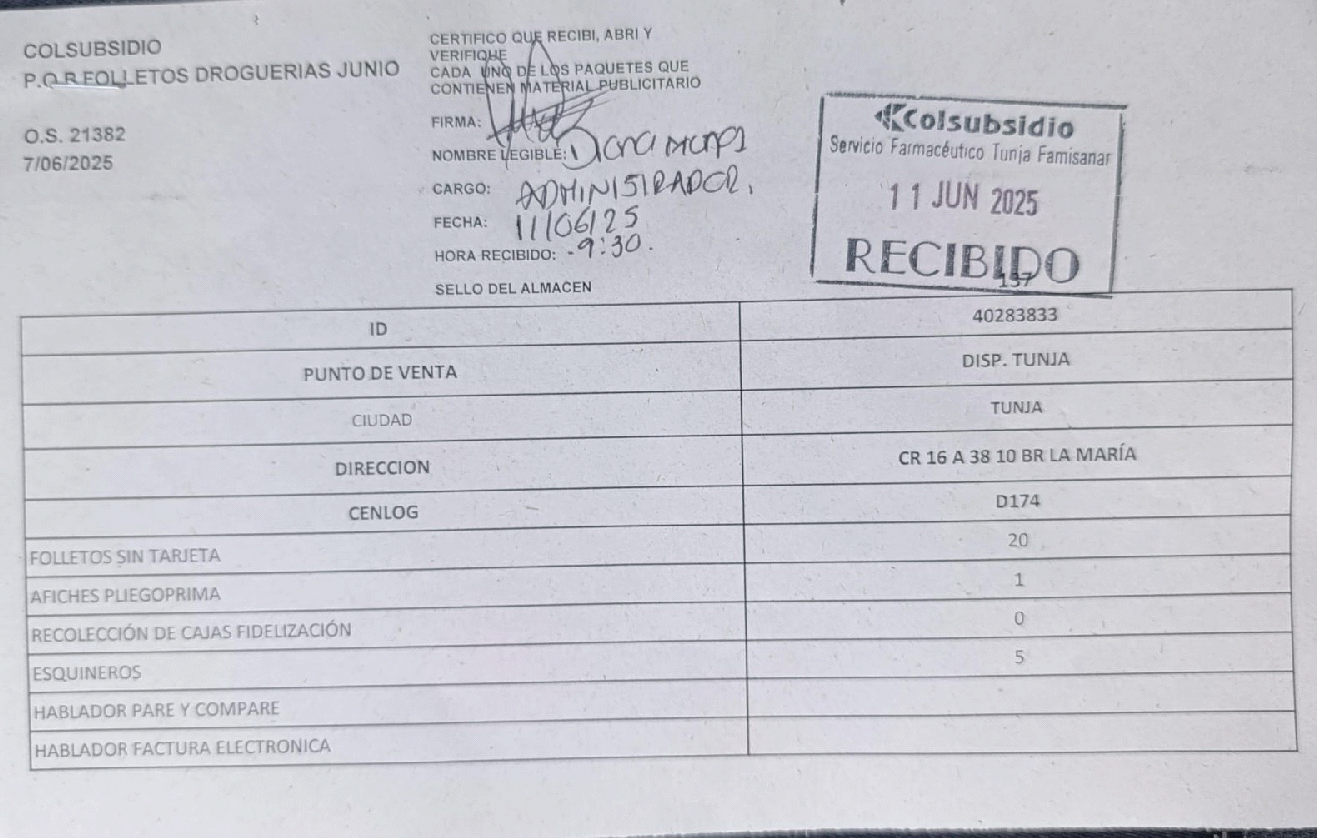 COLSUBSIDIO
P.O.P FOLLETOS DROGUERIAS JUNIO
O.S. 21382
7/06/2025
CERTIFICO QUE RECIBI, ABRI Y
VERIFIQUE
CADA UNO DE LOS PAQUETES QUE
CONTIENEN MATERIAL PUBLICITARIO
FIRMA:
NOMBRE LEGIBLE:
CARGO: ADMINISTRADOR.
FECHA: 11/06/25
HORA RECIBIDO: -9:30.
SELLO DEL ALMACEN
Colsubsidio
Servicio Farmacéutico Tunja Famisanar
11 JUN 2025
RECIBIDO
157
ID 40283833
PUNTO DE VENTA DISP. TUNJA
CIUDAD TUNJA
DIRECCION CR 16 A 38 10 BR LA MARÍA
CENLOG D174
FOLLETOS SIN TARJETA 20
AFICHES PLIEGOPRIMA 1
RECOLECCIÓN DE CAJAS FIDELIZACIÓN 0
ESQUINEROS 5
HABLADOR PARE Y COMPARE
HABLADOR FACTURA ELECTRONICA